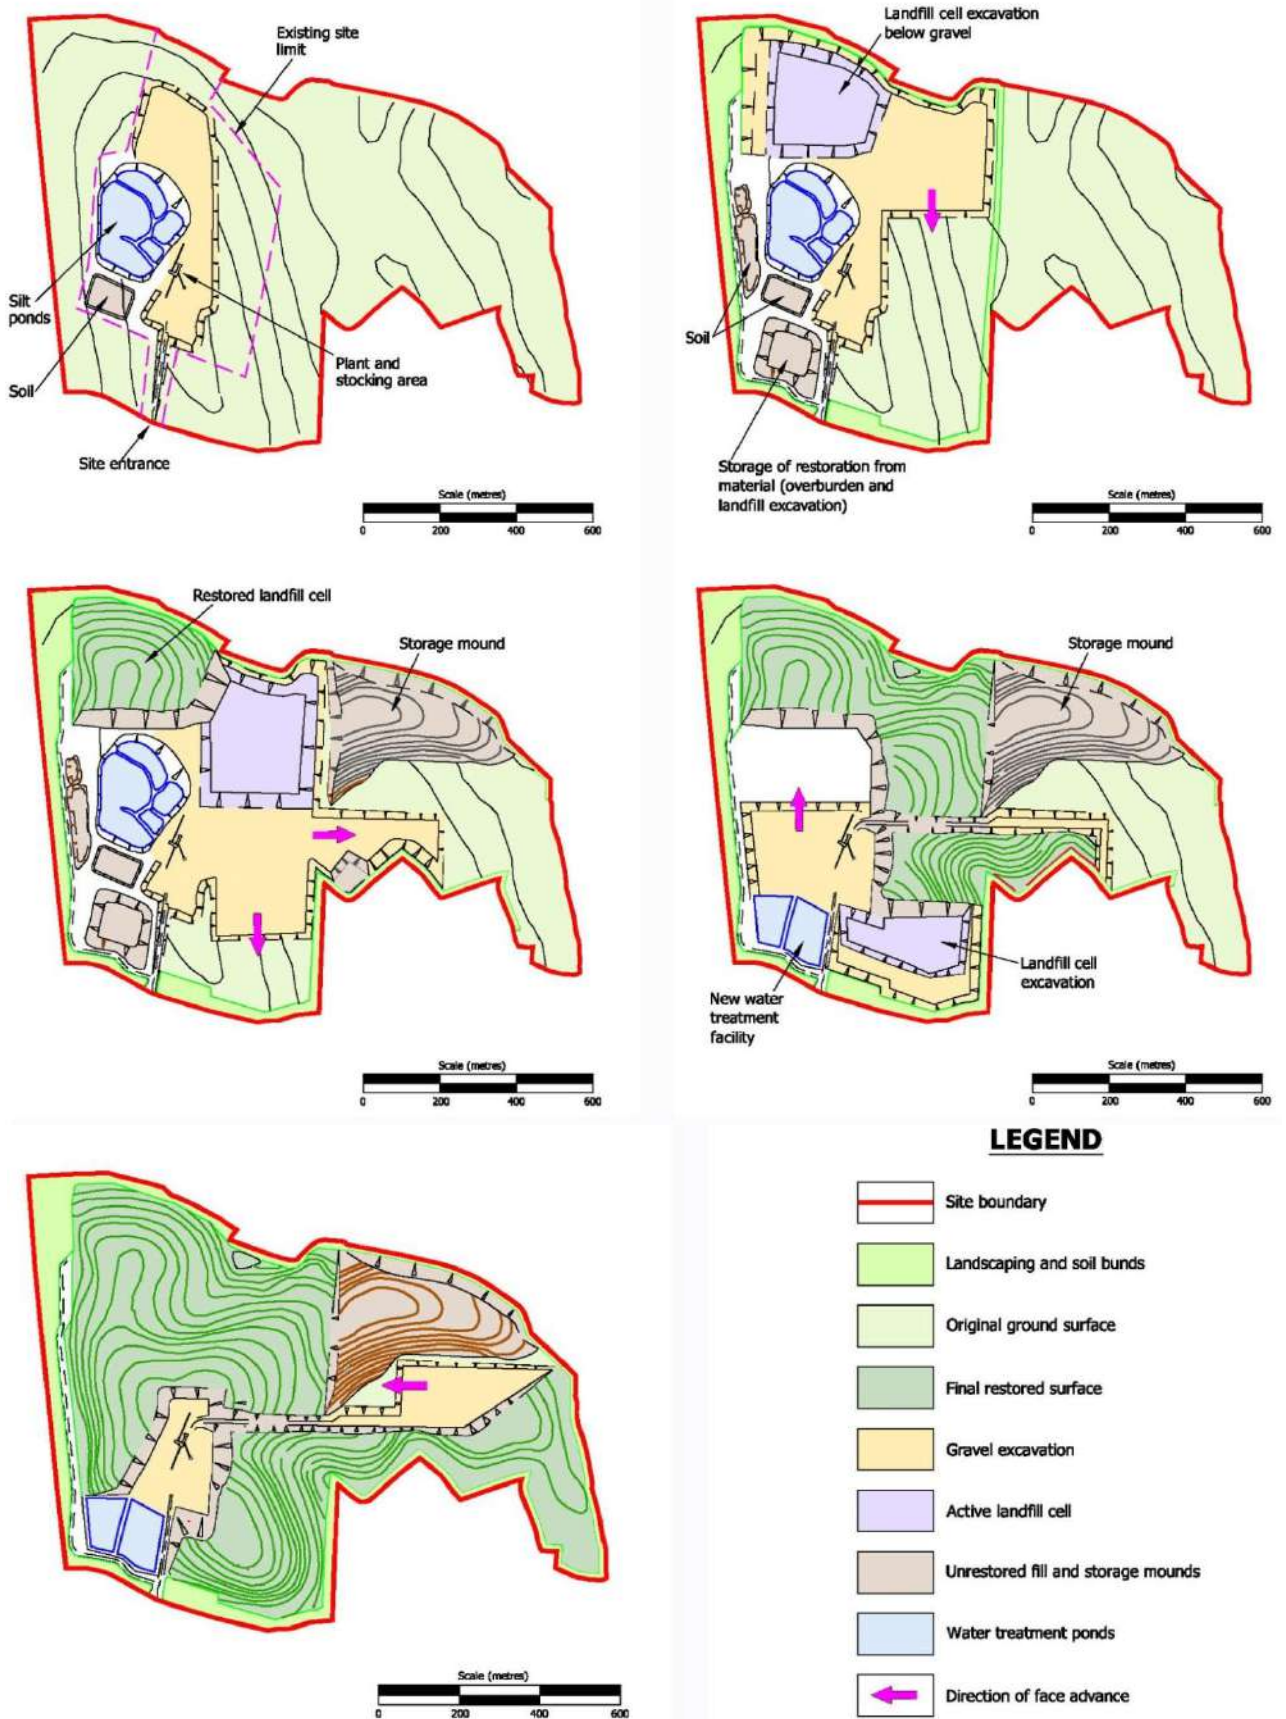 Existing site
limit
Silt
ponds
Soil
Plant and
stocking area
Site entrance
Scale (metres)
0 200 400 600
Landfill cell excavation
below gravel
Soil
Storage of restoration from
material (overburden and
landfill excavation)
Scale (metres)
0 200 400 600
Restored landfill cell
Storage mound
Scale (metres)
0 200 400 600
Storage mound
Landfill cell
excavation
New water
treatment
facility
Scale (metres)
0 200 400 600
Scale (metres)
0 200 400 600
LEGEND
Site boundary
Landscaping and soil bunds
Original ground surface
Final restored surface
Gravel excavation
Active landfill cell
Unrestored fill and storage mounds
Water treatment ponds
Direction of face advance